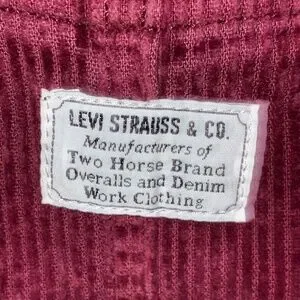 LEVI STRAUSS & CO.
Manufacturers of
Two Horse Brand
Overalls and Denim
Work Clothing